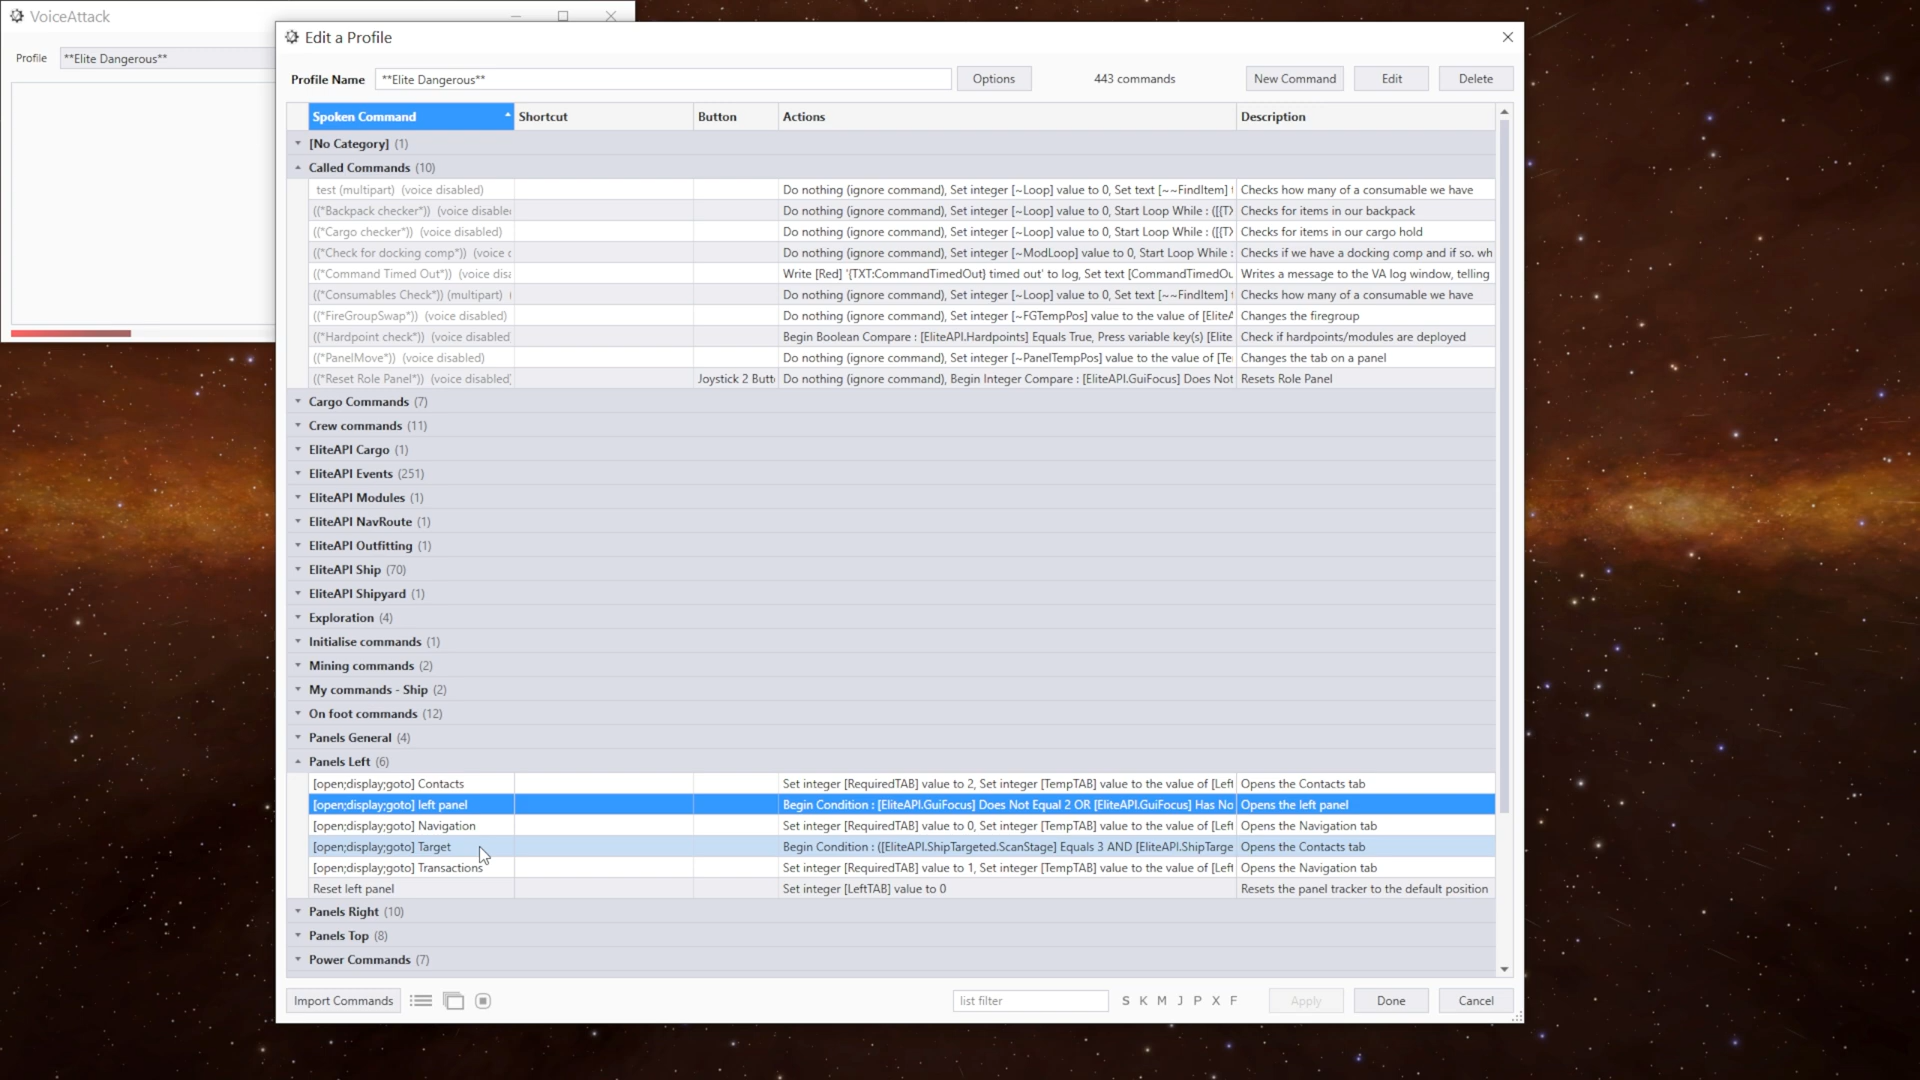 VoiceAttack
Profile **Elite Dangerous**
Edit a Profile
Profile Name **Elite Dangerous** Options 443 commands New Command Edit Delete
Spoken Command Shortcut Button Actions Description
[No Category] (1)
Called Commands (10)
test (multipart) (voice disabled) Do nothing (ignore command), Set integer [~Loop] value to 0, Set text [~~FindItem] Checks how many of a consumable we have
((*Backpack checker*)) (voice disable Do nothing (ignore command), Set integer [~Loop] value to 0, Start Loop While : ([{TX Checks for items in our backpack
((*Cargo checker*)) (voice disabled) Do nothing (ignore command), Set integer [~Loop] value to 0, Start Loop While : ([{TX Checks for items in our cargo hold
((*Check for docking comp*)) (voice Do nothing (ignore command), Set integer [~ModLoop] value to 0, Start Loop While : Checks if we have a docking comp and if so, wh
((*Command Timed Out*)) (voice disa Write [Red] '{TXT:CommandTimedOut} timed out' to log, Set text [CommandTimedOu Writes a message to the VA log window, telling
((*Consumables Check*)) (multipart) Do nothing (ignore command), Set integer [~Loop] value to 0, Set text [~~FindItem] Checks how many of a consumable we have
((*FireGroupSwap*)) (voice disabled) Do nothing (ignore command), Set integer [~FGTempPos] value to the value of [EliteA Changes the firegroup
((*Hardpoint check*)) (voice disabled Begin Boolean Compare : [EliteAPI.Hardpoints] Equals True, Press variable key(s) [Elite Check if hardpoints/modules are deployed
((*PanelMove*)) (voice disabled) Do nothing (ignore command), Set integer [~PanelTempPos] value to the value of [Te Changes the tab on a panel
((*Reset Role Panel*)) (voice disabled Joystick 2 Butt Do nothing (ignore command), Begin Integer Compare : [EliteAPI.GuiFocus] Does Not Resets Role Panel
Cargo Commands (7)
Crew commands (11)
EliteAPI Cargo (1)
EliteAPI Events (251)
EliteAPI Modules (1)
EliteAPI NavRoute (1)
EliteAPI Outfitting (1)
EliteAPI Ship (70)
EliteAPI Shipyard (1)
Exploration (4)
Initialise commands (1)
Mining commands (2)
My commands - Ship (2)
On foot commands (12)
Panels General (4)
Panels Left (6)
[open;display;goto] Contacts Set integer [RequiredTAB] value to 2, Set integer [TempTAB] value to the value of [Left Opens the Contacts tab
[open;display;goto] left panel Begin Condition : [EliteAPI.GuiFocus] Does Not Equal 2 OR [EliteAPI.GuiFocus] Has No Opens the left panel
[open;display;goto] Navigation Set integer [RequiredTAB] value to 0, Set integer [TempTAB] value to the value of [Left Opens the Navigation tab
[open;display;goto] Target Begin Condition : ([EliteAPI.ShipTargeted.ScanStage] Equals 3 AND [EliteAPI.ShipTarge Opens the Contacts tab
[open;display;goto] Transactions Set integer [RequiredTAB] value to 1, Set integer [TempTAB] value to the value of [Left Opens the Navigation tab
Reset left panel Set integer [LeftTAB] value to 0 Resets the panel tracker to the default position
Panels Right (10)
Panels Top (8)
Power Commands (7)
Import Commands list filter S K M J P X F Apply Done Cancel